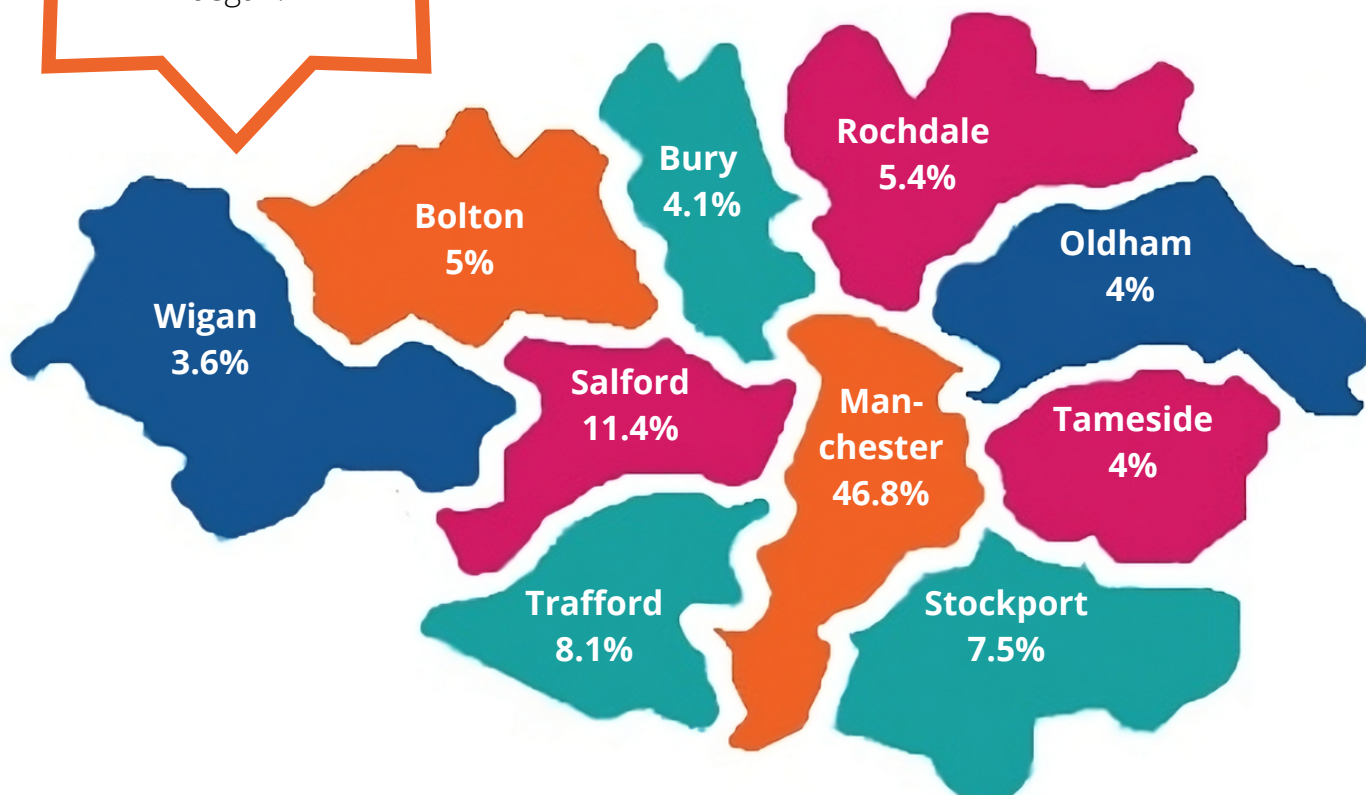 Rochdale
5.4%
Bury
4.1%
Bolton
5%
Oldham
4%
Wigan
3.6%
Salford
11.4%
Man-
chester
46.8%
Tameside
4%
Trafford
8.1%
Stockport
7.5%